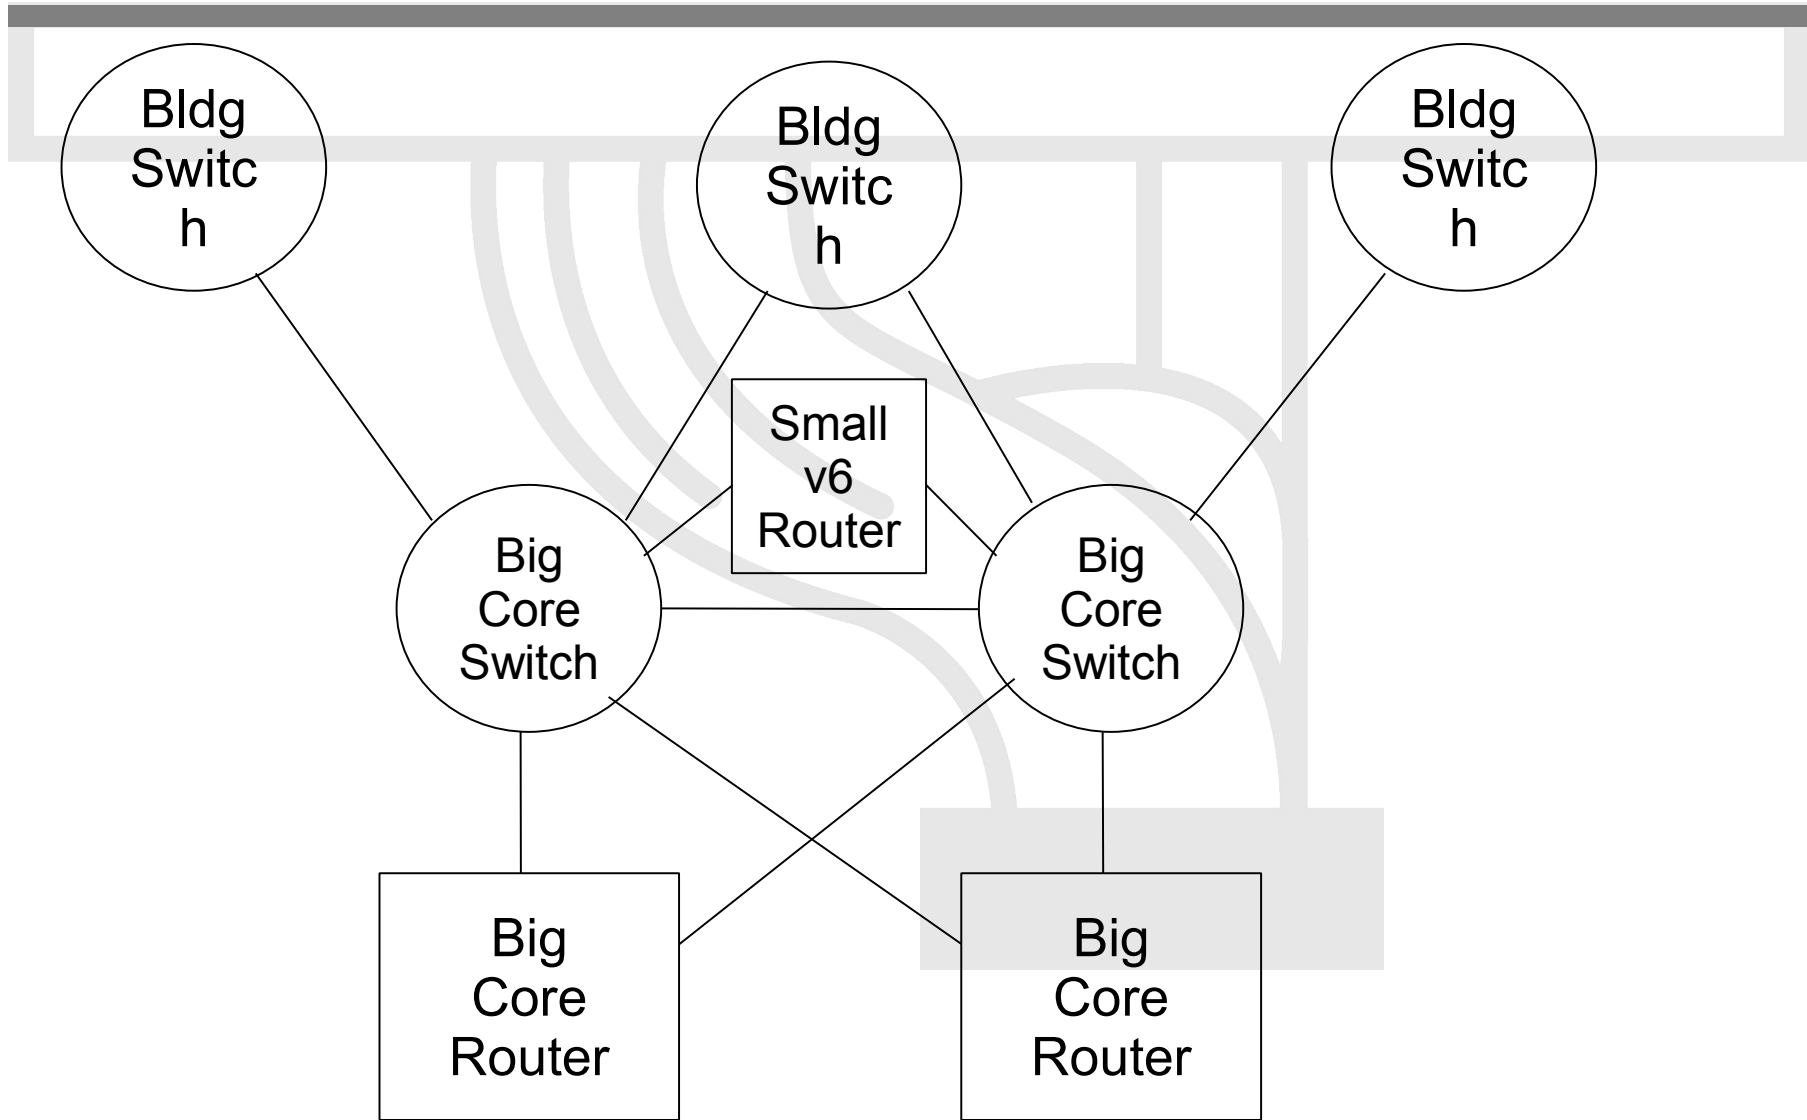 Bldg
Switc
h
Bldg
Switc
h
Bldg
Switc
h
Small
v6
Router
Big
Core
Switch
Big
Core
Switch
Big
Core
Router
Big
Core
Router